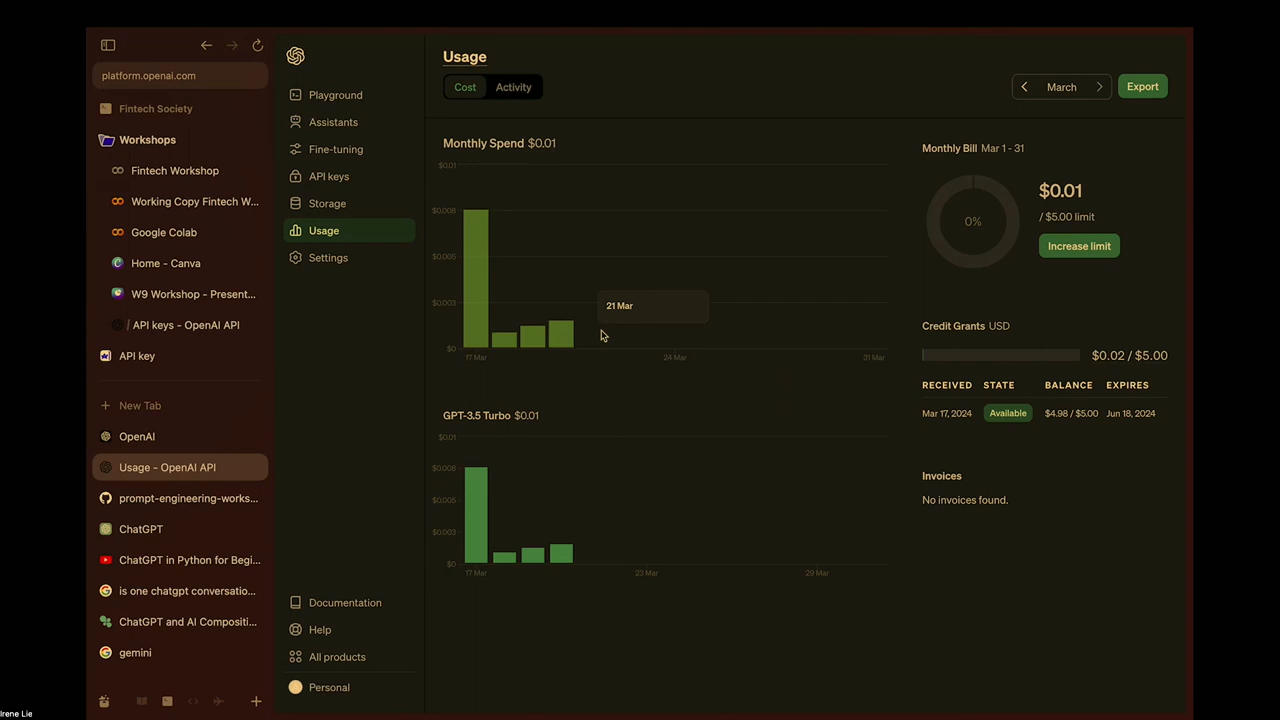 platform.openai.com
Fintech Society
Workshops
Fintech Workshop
Working Copy Fintech W...
Google Colab
Home - Canva
W9 Workshop - Present...
/ API keys - OpenAI API
API key
New Tab
OpenAI
Usage - OpenAI API
prompt-engineering-works...
ChatGPT
ChatGPT in Python for Begi...
is one chatgpt conversatio...
ChatGPT and AI Compositi...
gemini
Irene Lie
Playground
Assistants
Fine-tuning
API keys
Storage
Usage
Settings
Documentation
Help
All products
Personal
Usage
Cost Activity
March
Export
Monthly Spend $0.01
$0.01
$0.008
$0.005
$0.003
$0
21 Mar
17 Mar 24 Mar 31 Mar
GPT-3.5 Turbo $0.01
$0.01
$0.008
$0.005
$0.003
$0
17 Mar 23 Mar 29 Mar
Monthly Bill Mar 1 - 31
0%
$0.01
/ $5.00 limit
Increase limit
Credit Grants USD
$0.02 / $5.00
RECEIVED STATE BALANCE EXPIRES
Mar 17, 2024 Available $4.98 / $5.00 Jun 18, 2024
Invoices
No invoices found.